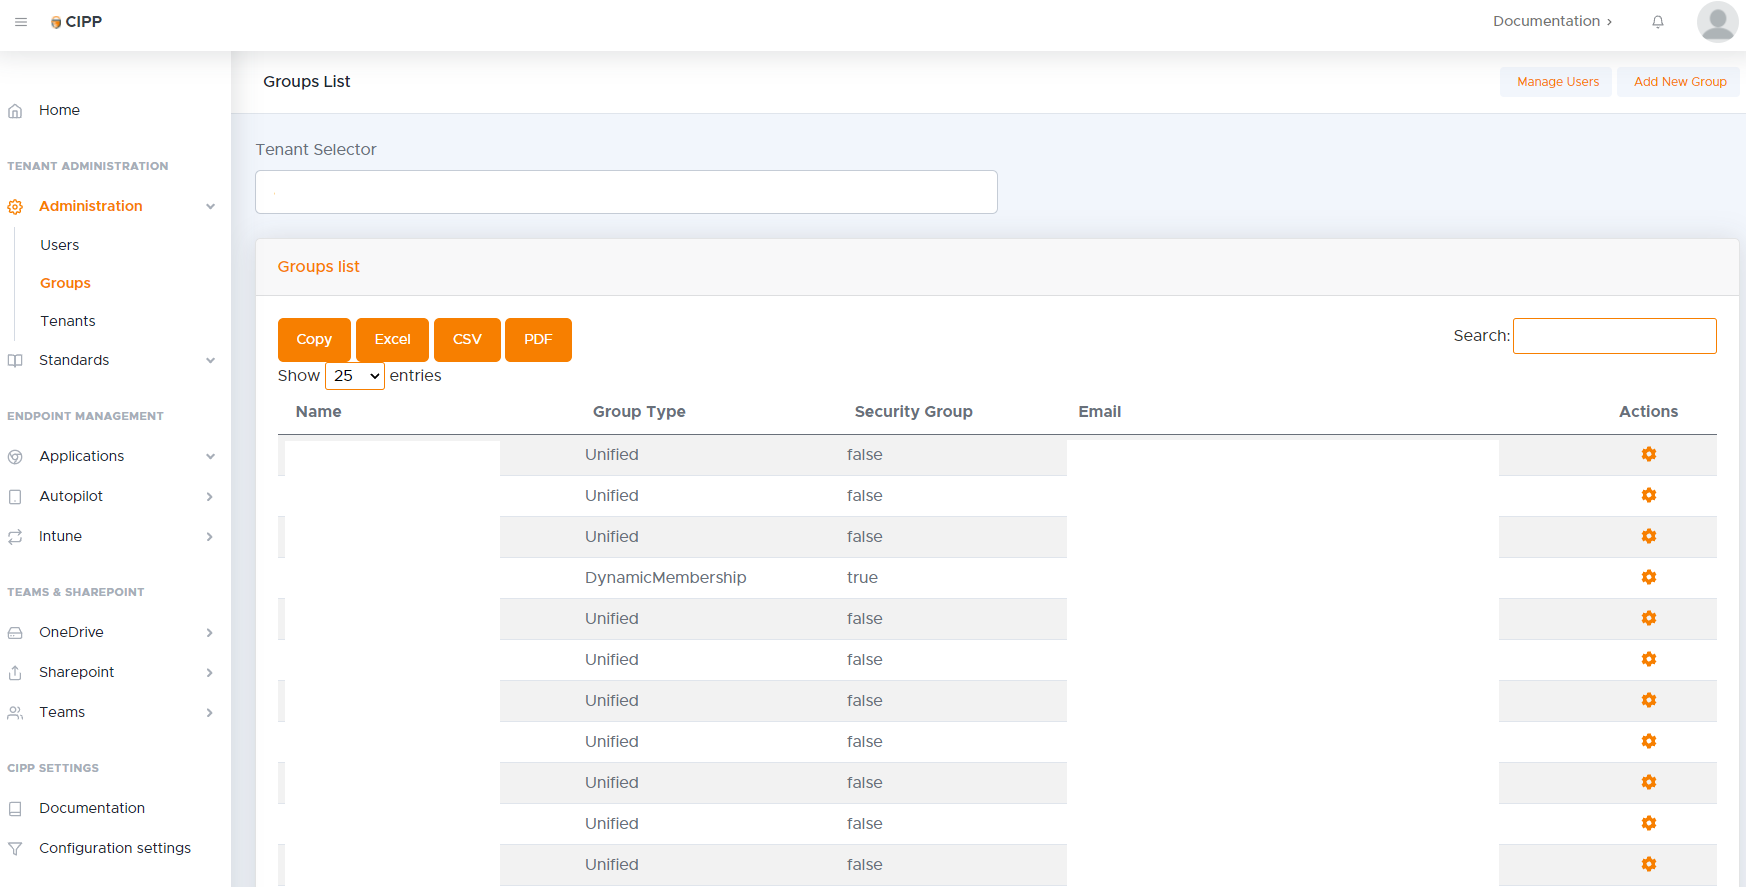 CIPP
Documentation
Home
TENANT ADMINISTRATION
Administration
Users
Groups
Tenants
Standards
ENDPOINT MANAGEMENT
Applications
Autopilot
Intune
TEAMS & SHAREPOINT
OneDrive
Sharepoint
Teams
CIPP SETTINGS
Documentation
Configuration settings
Groups List
Manage Users
Add New Group
Tenant Selector
Groups list
Copy Excel CSV PDF
Search:
Show 25 entries
Name Group Type Security Group Email Actions
Unified false
Unified false
Unified false
DynamicMembership true
Unified false
Unified false
Unified false
Unified false
Unified false
Unified false
Unified false